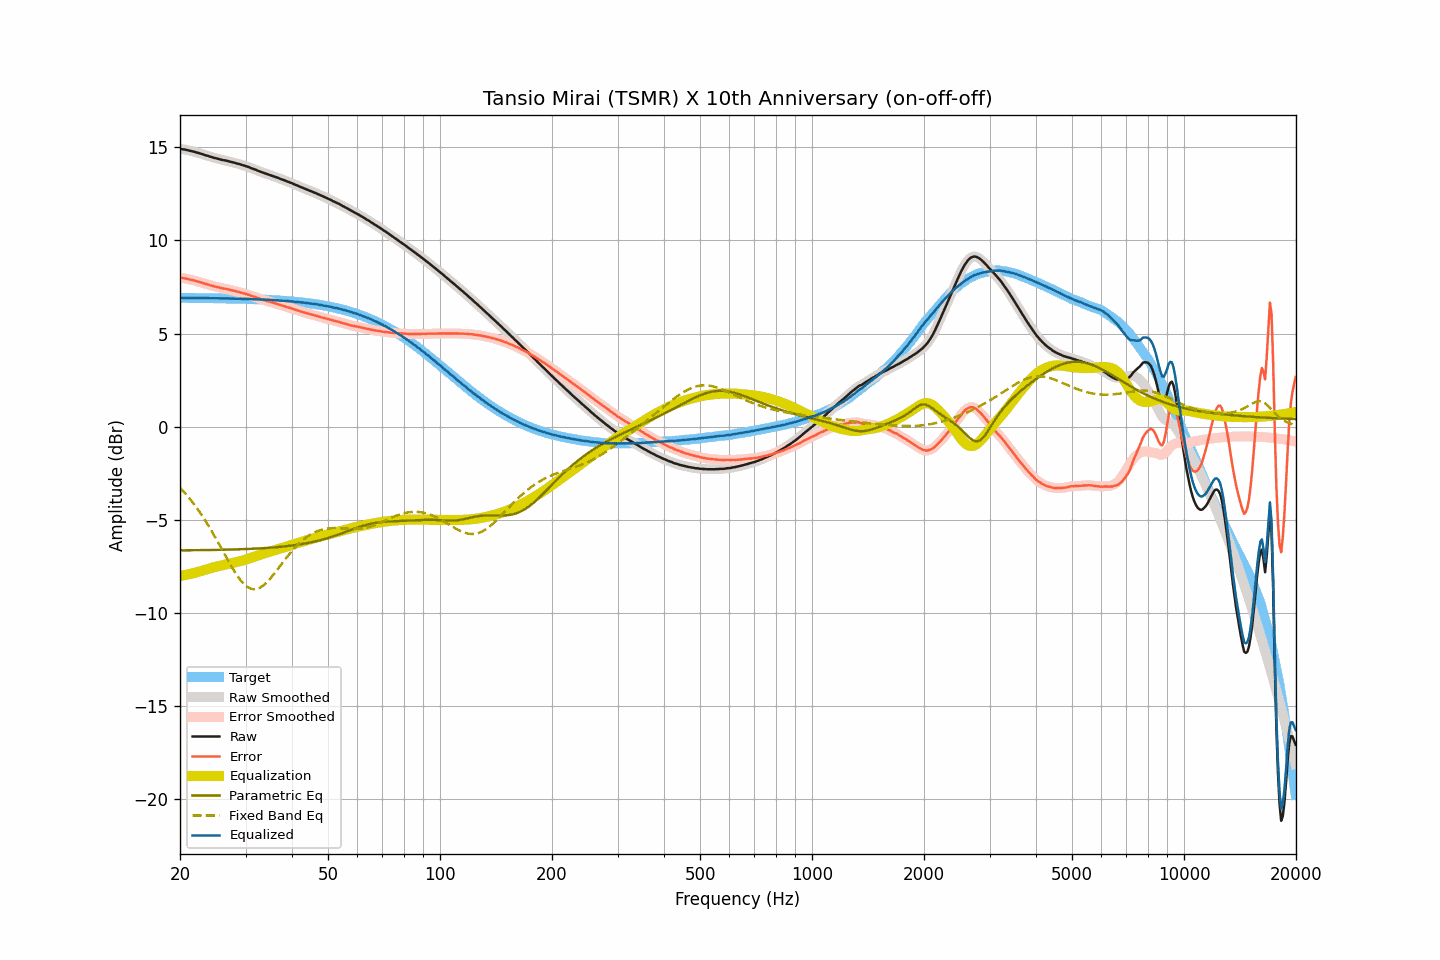 Tansio Mirai (TSMR) X 10th Anniversary (on-off-off)
15
10
5
0
−5
−10
−15
−20
Amplitude (dBr)
Target
Raw Smoothed
Error Smoothed
Raw
Error
Equalization
Parametric Eq
Fixed Band Eq
Equalized
20 50 100 200 500 1000 2000 5000 10000 20000
Frequency (Hz)